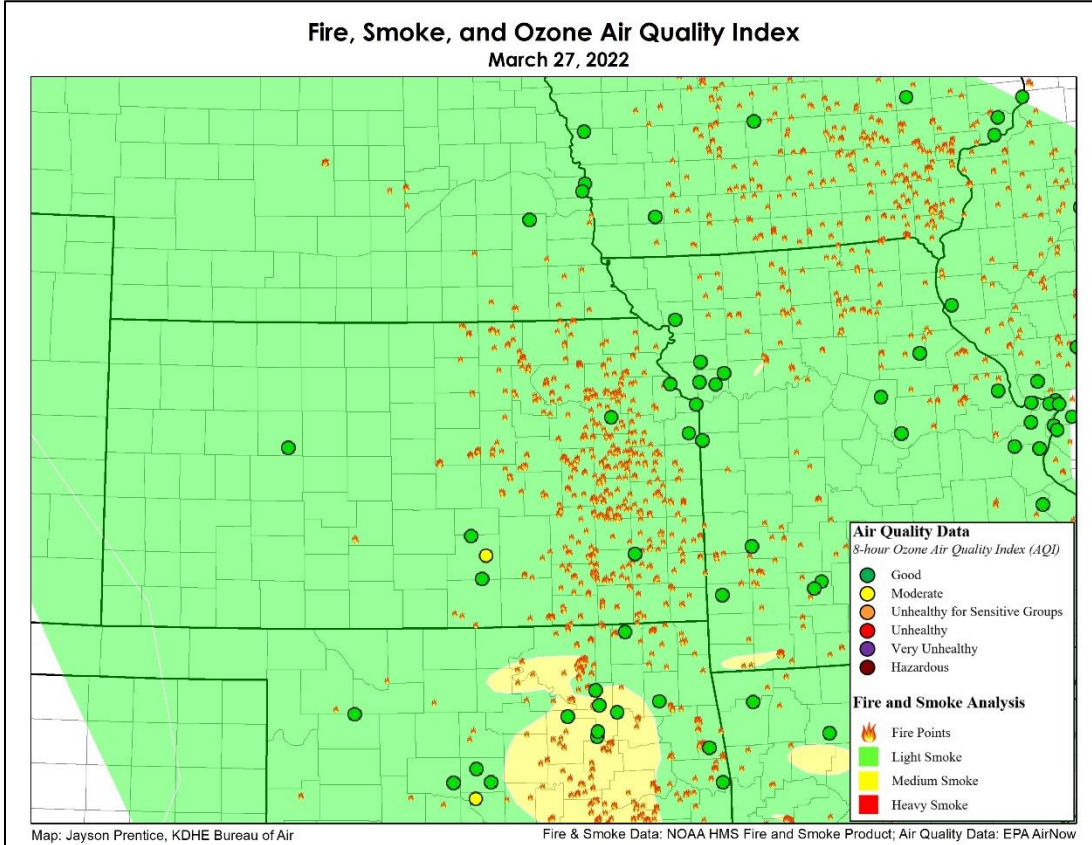 Fire, Smoke, and Ozone Air Quality Index
March 27, 2022
Air Quality Data
8-hour Ozone Air Quality Index (AQI)
Good
Moderate
Unhealthy for Sensitive Groups
Unhealthy
Very Unhealthy
Hazardous
Fire and Smoke Analysis
Fire Points
Light Smoke
Medium Smoke
Heavy Smoke
Map: Jayson Prentice, KDHE Bureau of Air
Fire & Smoke Data: NOAA HMS Fire and Smoke Product; Air Quality Data: EPA AirNow